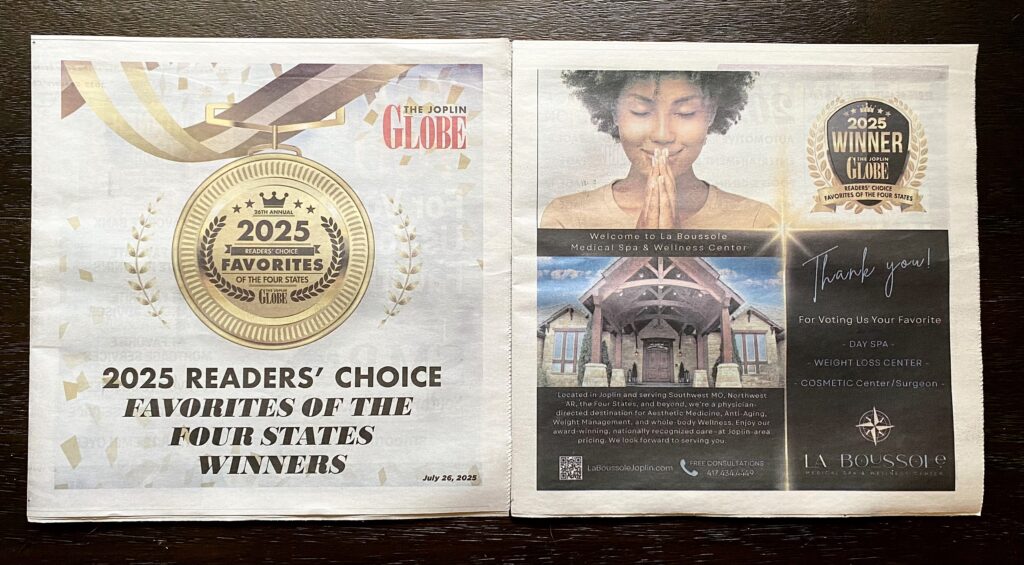 THE JOPLIN
GLOBE
26TH ANNUAL
2025
READERS' CHOICE
FAVORITES
OF THE FOUR STATES
THE JOPLIN
GLOBE
2025 READERS' CHOICE
FAVORITES OF THE
FOUR STATES
WINNERS
July 26, 2025
2025
WINNER
THE JOPLIN
GLOBE
READERS' CHOICE
FAVORITES OF THE FOUR STATES
Welcome to La Boussole
Medical Spa & Wellness Center
Thank you!
For Voting Us Your Favorite
- DAY SPA -
- WEIGHT LOSS CENTER -
- COSMETIC Center/Surgeon -
Located in Joplin and serving Southwest MO, Northwest
AR, the Four States, and beyond, we're a physician-
directed destination for Aesthetic Medicine, Anti-Aging,
Weight Management, and whole-body Wellness. Enjoy our
award-winning, nationally recognized care-at Joplin-area
pricing. We look forward to serving you.
LaBoussoleJoplin.com
FREE CONSULTATIONS
LA BOUSSOLe
MEDICAL SPA & WELLNESS CENTER